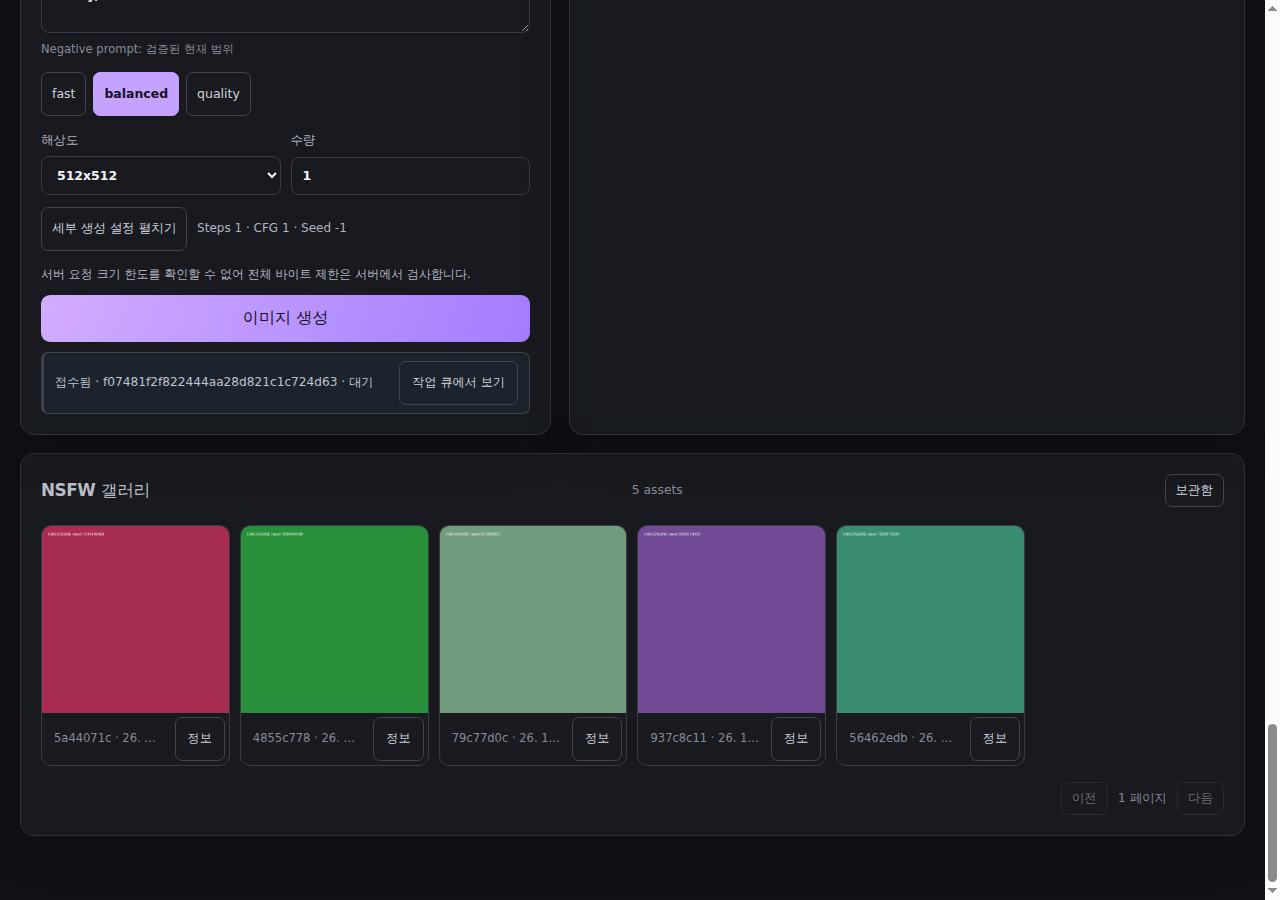 Negative prompt: 검증된 현재 범위
fast
balanced
quality
해상도
수량
512x512
1
세부 생성 설정 펼치기
Steps 1 · CFG 1 · Seed -1
서버 요청 크기 한도를 확인할 수 없어 전체 바이트 제한은 서버에서 검사합니다.
이미지 생성
접수됨 · f07481f2f822444aa28d821c1c724d63 · 대기
작업 큐에서 보기
NSFW 갤러리
5 assets
보관함
5a44071c · 26. ...
정보
4855c778 · 26. ...
정보
79c77d0c · 26. 1...
정보
937c8c11 · 26. 1...
정보
56462edb · 26. ...
정보
이전
1 페이지
다음